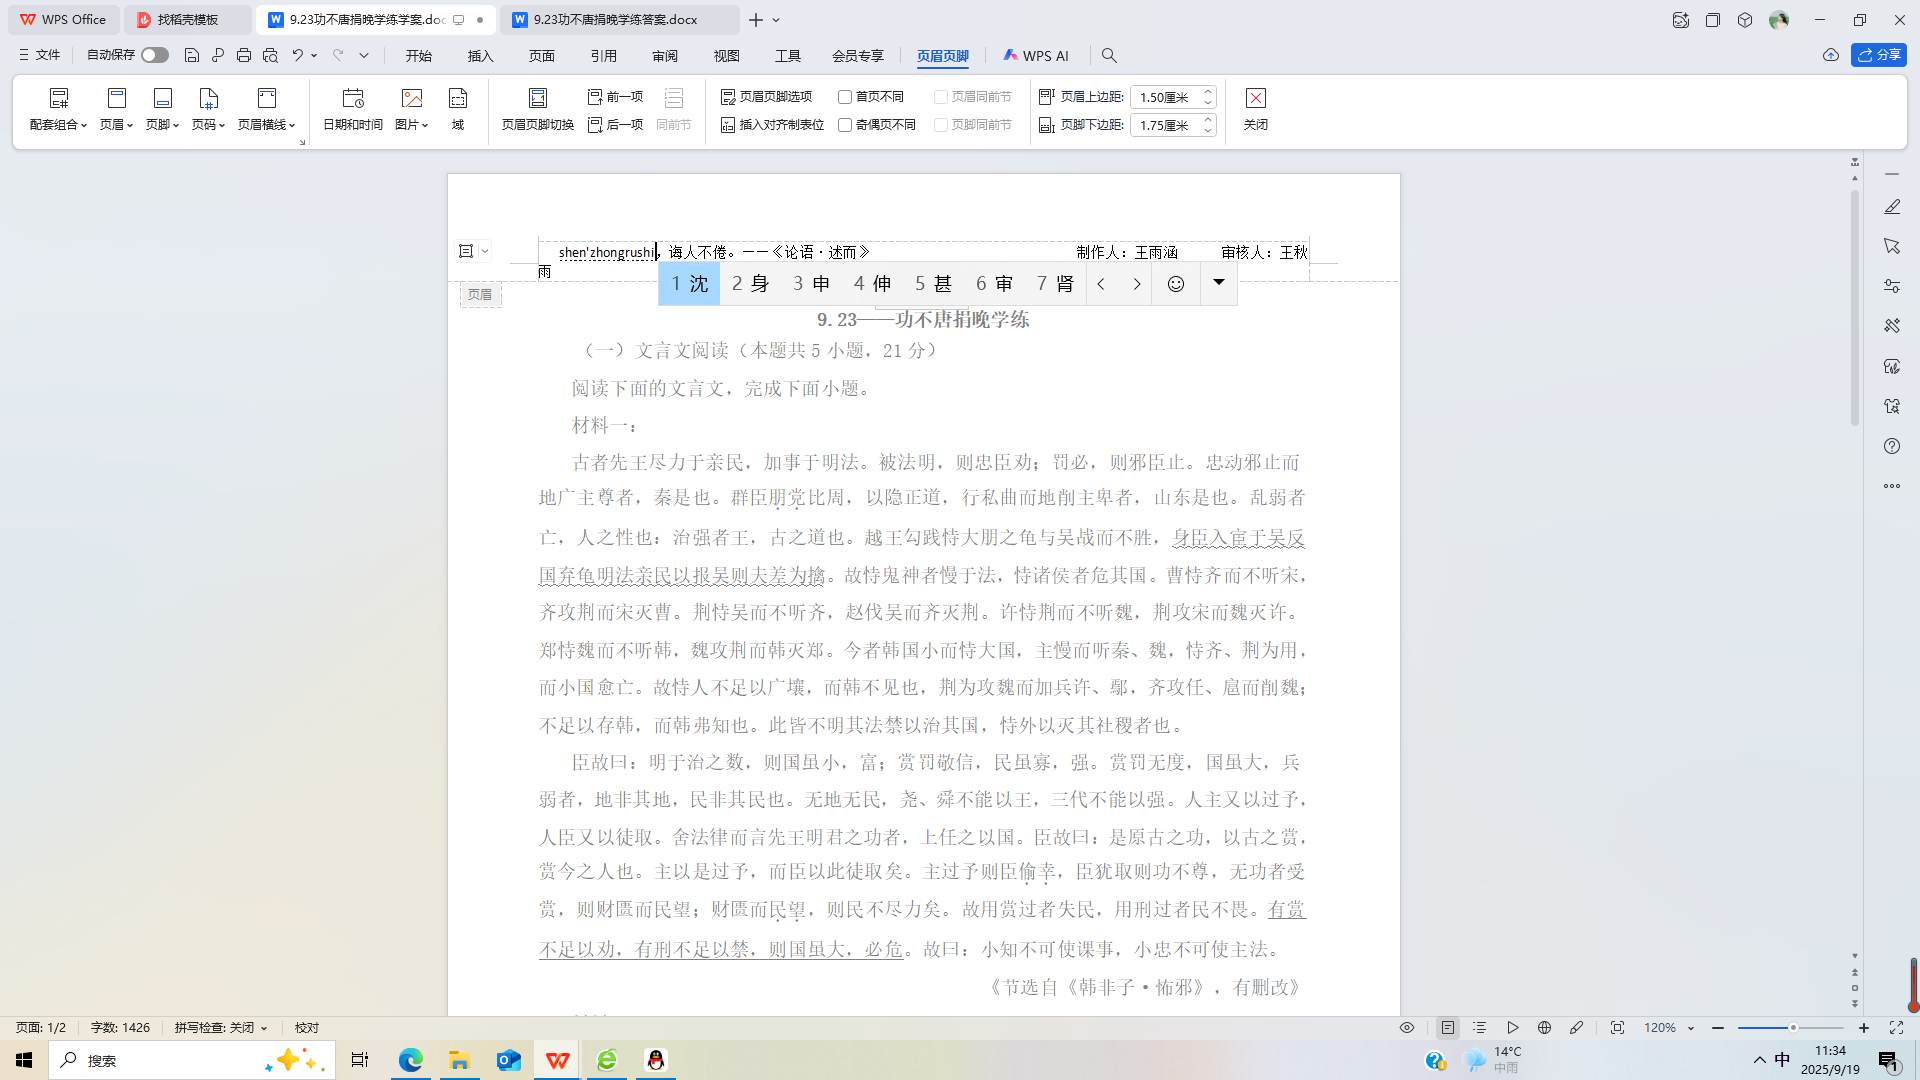 WPS Office
找稻壳模板
9.23功不唐捐晚学练学案.doc
9.23功不唐捐晚学练答案.docx
文件
自动保存
开始
插入
页面
引用
审阅
视图
工具
会员专享
页眉页脚
WPS AI
分享
配套组合
页眉
页脚
页码
页眉横线
日期和时间
图片
域
页眉页脚切换
前一项
后一项
同前节
页眉页脚选项
插入对齐制表位
首页不同
奇偶页不同
页眉同前节
页脚同前节
页眉上边距: 1.50厘米
页脚下边距: 1.75厘米
关闭
shen'zhongrushi，诲人不倦。——《论语·述而》 制作人：王雨涵 审核人：王秋
雨
页眉
1 沈 2 身 3 申 4 伸 5 甚 6 审 7 肾
9.23——功不唐捐晚学练
（一）文言文阅读（本题共 5 小题，21 分）
阅读下面的文言文，完成下面小题。
材料一：
古者先王尽力于亲民，加事于明法。被法明，则忠臣劝；罚必，则邪臣止。忠动邪止而
地广主尊者，秦是也。群臣朋党比周，以隐正道，行私曲而地削主卑者，山东是也。乱弱者
亡，人之性也：治强者王，古之道也。越王勾践恃大朋之龟与吴战而不胜，身臣入宦于吴反
国弃龟明法亲民以报吴则夫差为擒。故恃鬼神者慢于法，恃诸侯者危其国。曹恃齐而不听宋，
齐攻荆而宋灭曹。荆恃吴而不听齐，赵伐吴而齐灭荆。许恃荆而不听魏，荆攻宋而魏灭许。
郑恃魏而不听韩，魏攻荆而韩灭郑。今者韩国小而恃大国，主慢而听秦、魏，恃齐、荆为用，
而小国愈亡。故恃人不足以广壤，而韩不见也，荆为攻魏而加兵许、鄢，齐攻任、扈而削魏；
不足以存韩，而韩弗知也。此皆不明其法禁以治其国，恃外以灭其社稷者也。
臣故曰：明于治之数，则国虽小，富；赏罚敬信，民虽寡，强。赏罚无度，国虽大，兵
弱者，地非其地，民非其民也。无地无民，尧、舜不能以王，三代不能以强。人主又以过予，
人臣又以徒取。舍法律而言先王明君之功者，上任之以国。臣故曰：是原古之功，以古之赏，
赏今之人也。主以是过予，而臣以此徒取矣。主过予则臣偷幸，臣犹取则功不尊，无功者受
赏，则财匮而民望；财匮而民望，则民不尽力矣。故用赏过者失民，用刑过者民不畏。有赏
不足以劝，有刑不足以禁，则国虽大，必危。故曰：小知不可使课事，小忠不可使主法。
《节选自《韩非子·怖邪》，有删改》
页面: 1/2
字数: 1426
拼写检查: 关闭
校对
120%
搜索
14°C
中雨
中
11:34
2025/9/19
1